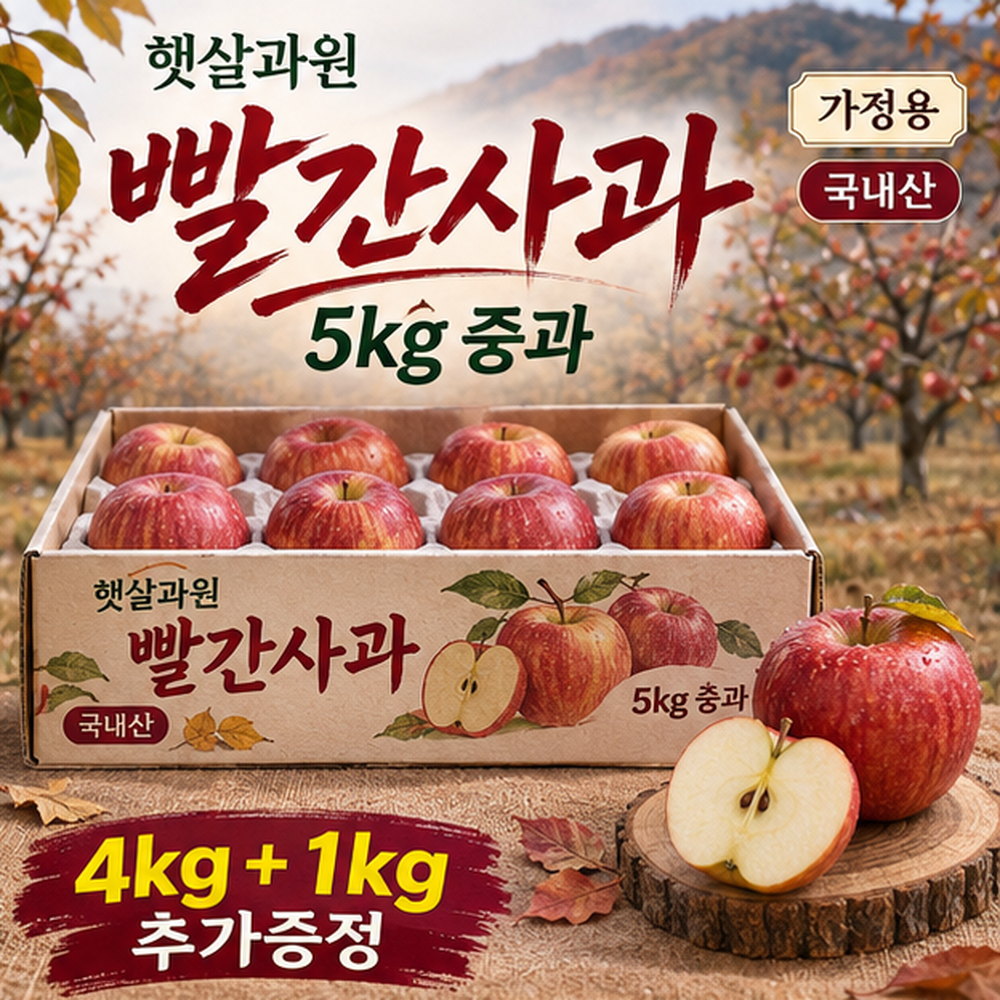 햇살과원
빨간사과
5kg 중과
가정용
국내산
햇살과원
빨간사과
국내산
5kg 중과
4kg + 1kg
추가증정